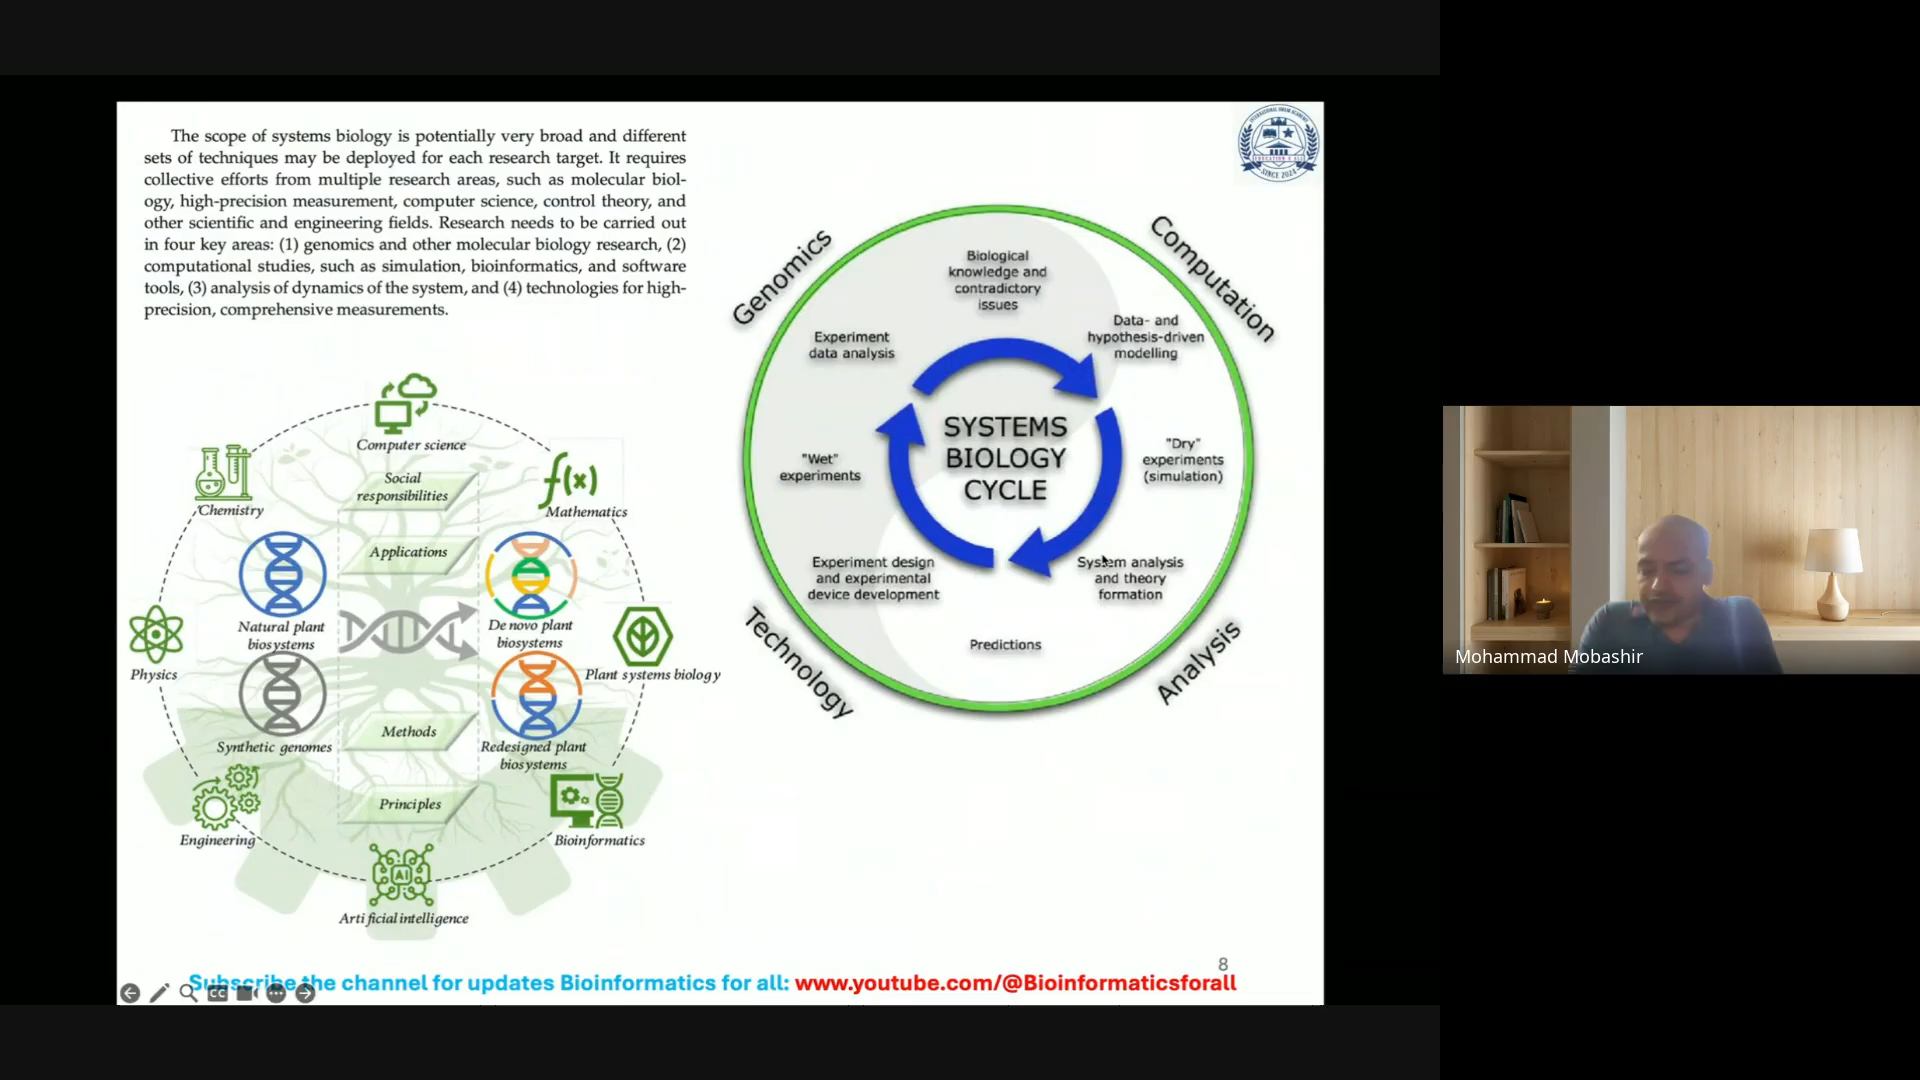 The scope of systems biology is potentially very broad and different
sets of techniques may be deployed for each research target. It requires
collective efforts from multiple research areas, such as molecular biol-
ogy, high-precision measurement, computer science, control theory, and
other scientific and engineering fields. Research needs to be carried out
in four key areas: (1) genomics and other molecular biology research, (2)
computational studies, such as simulation, bioinformatics, and software
tools, (3) analysis of dynamics of the system, and (4) technologies for high-
precision, comprehensive measurements.
Computer science
Social
responsibilities
Chemistry
Mathematics
Applications
Natural plant
biosystems
De novo plant
biosystems
Physics
Plant systems biology
Methods
Synthetic genomes
Redesigned plant
biosystems
Principles
Engineering
Bioinformatics
AI
Artificial intelligence
f(x)
EDUCATION 4 ALL
SINCE 2024
Genomics
Computation
Biological
knowledge and
contradictory
issues
Data- and
hypothesis-driven
modelling
Experiment
data analysis
SYSTEMS
BIOLOGY
CYCLE
"Wet"
experiments
"Dry"
experiments
(simulation)
Experiment design
and experimental
device development
System analysis
and theory
formation
Predictions
Technology
Analysis
8
Subscribe the channel for updates Bioinformatics for all: www.youtube.com/@Bioinformaticsforall
CC
Mohammad Mobashir